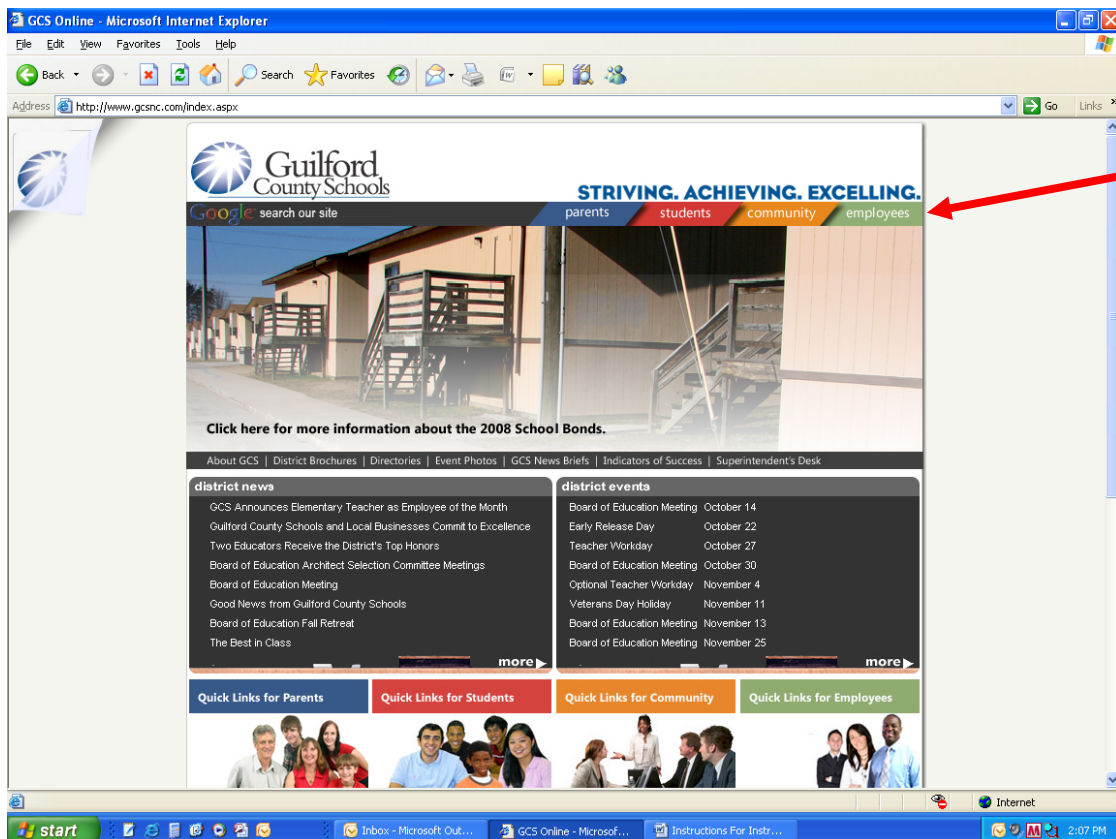 GCS Online - Microsoft Internet Explorer
File Edit View Favorites Tools Help
Back Search Favorites
Address http://www.gcsnc.com/index.aspx Go Links »
Guilford
County Schools
STRIVING. ACHIEVING. EXCELLING.
Google search our site parents students community employees
Click here for more information about the 2008 School Bonds.
About GCS | District Brochures | Directories | Event Photos | GCS News Briefs | Indicators of Success | Superintendent's Desk
district news
GCS Announces Elementary Teacher as Employee of the Month
Guilford County Schools and Local Businesses Commit to Excellence
Two Educators Receive the District's Top Honors
Board of Education Architect Selection Committee Meetings
Board of Education Meeting
Good News from Guilford County Schools
Board of Education Fall Retreat
The Best in Class
more
district events
Board of Education Meeting October 14
Early Release Day October 22
Teacher Workday October 27
Board of Education Meeting October 30
Optional Teacher Workday November 4
Veterans Day Holiday November 11
Board of Education Meeting November 13
Board of Education Meeting November 25
more
Quick Links for Parents Quick Links for Students Quick Links for Community Quick Links for Employees
Internet
start Inbox - Microsoft Out... GCS Online - Microsof... Instructions For Instr... 2:07 PM